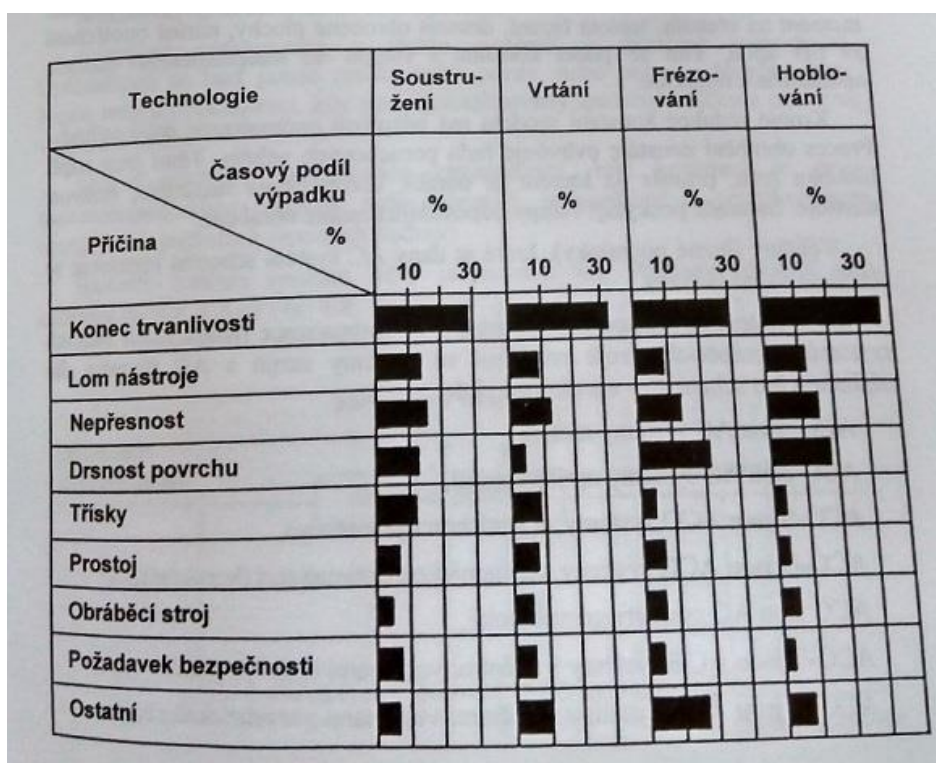 Technologie
Soustru-
žení
Vrtání
Frézo-
vání
Hoblo-
vání
Časový podíl
výpadku
%
Příčina
%
10 30
%
10 30
%
10 30
%
10 30
Konec trvanlivosti
Lom nástroje
Nepřesnost
Drsnost povrchu
Třísky
Prostoj
Obráběcí stroj
Požadavek bezpečnosti
Ostatní